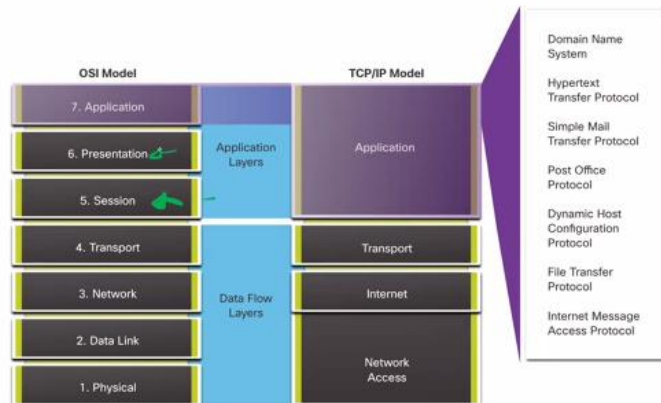 OSI Model
TCP/IP Model
7. Application
6. Presentation
5. Session
4. Transport
3. Network
2. Data Link
1. Physical
Application
Layers
Data Flow
Layers
Application
Transport
Internet
Network
Access
Domain Name
System
Hypertext
Transfer Protocol
Simple Mail
Transfer Protocol
Post Office
Protocol
Dynamic Host
Configuration
Protocol
File Transfer
Protocol
Internet Message
Access Protocol